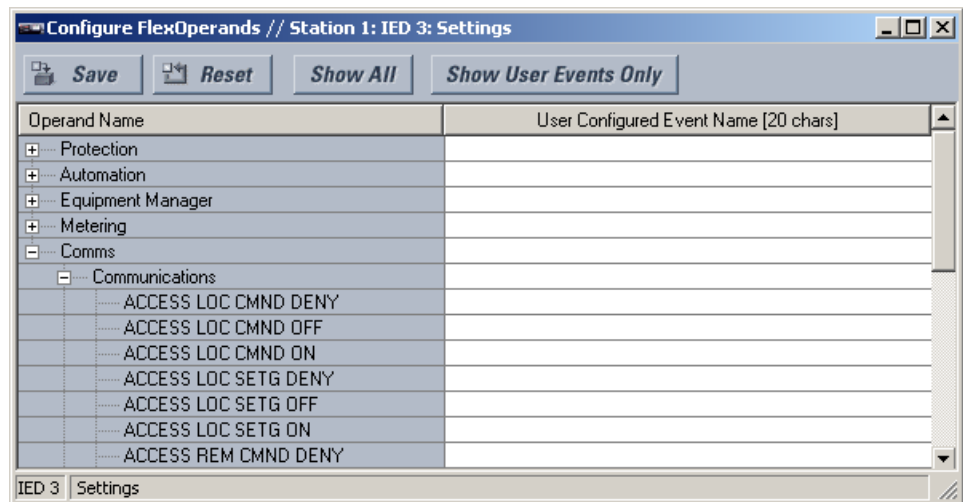 Configure FlexOperands // Station 1: IED 3: Settings
Save Reset Show All Show User Events Only
Operand Name User Configured Event Name [20 chars]
Protection
Automation
Equipment Manager
Metering
Comms
Communications
ACCESS LOC CMND DENY
ACCESS LOC CMND OFF
ACCESS LOC CMND ON
ACCESS LOC SETG DENY
ACCESS LOC SETG OFF
ACCESS LOC SETG ON
ACCESS REM CMND DENY
IED 3 Settings